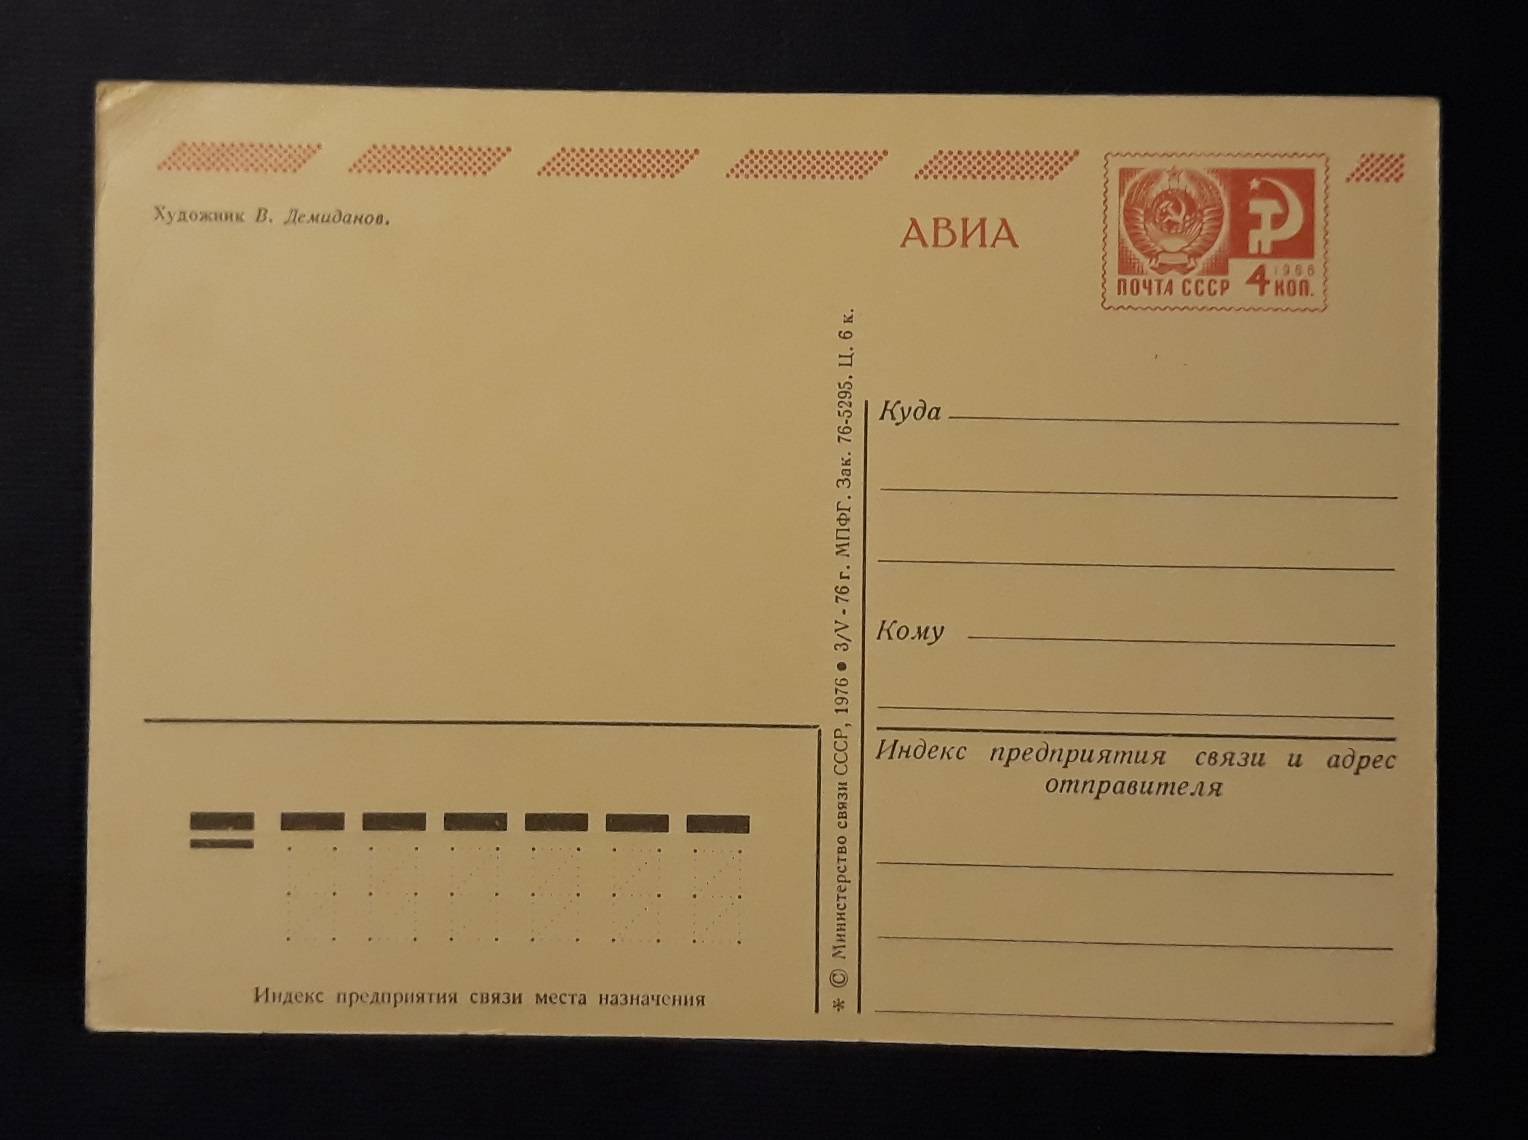 Художник В. Демиданов.
АВИА
1966
ПОЧТА СССР 4 КОП.
Куда
Кому
Индекс предприятия связи и адрес
отправителя
* © Министерство связи СССР, 1976 ● 3/V - 76 г. МПФГ. Зак. 76-5295. Ц. 6 к.
Индекс предприятия связи места назначения